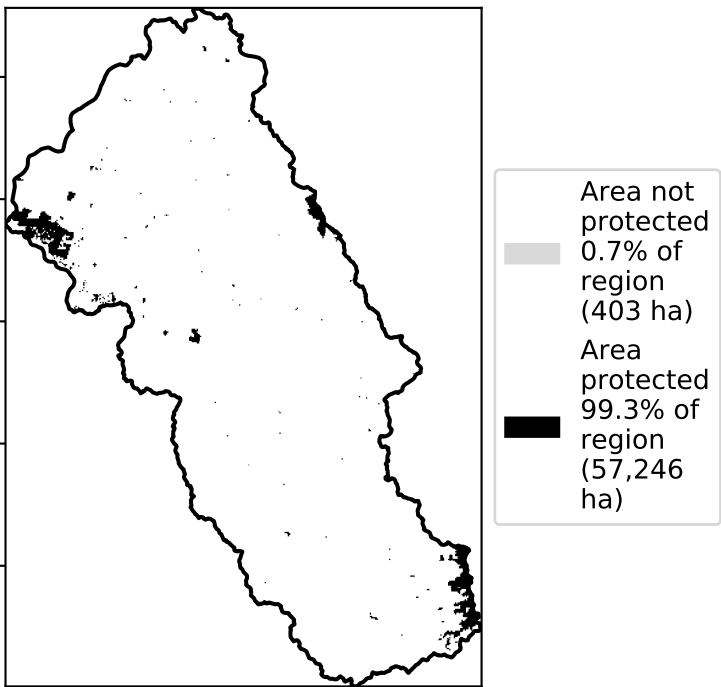 Area not
protected
0.7% of
region
(403 ha)
Area
protected
99.3% of
region
(57,246
ha)